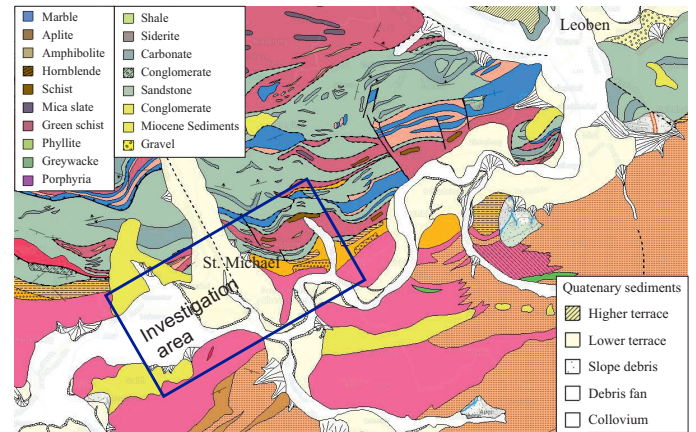 Marble
Aplite
Amphibolite
Hornblende
Schist
Mica slate
Green schist
Phyllite
Greywacke
Porphyria
Shale
Siderite
Carbonate
Conglomerate
Sandstone
Conglomerate
Miocene Sediments
Gravel
Leoben
St. Michael
Investigation
area
Quatenary sediments
Higher terrace
Lower terrace
Slope debris
Debris fan
Collovium